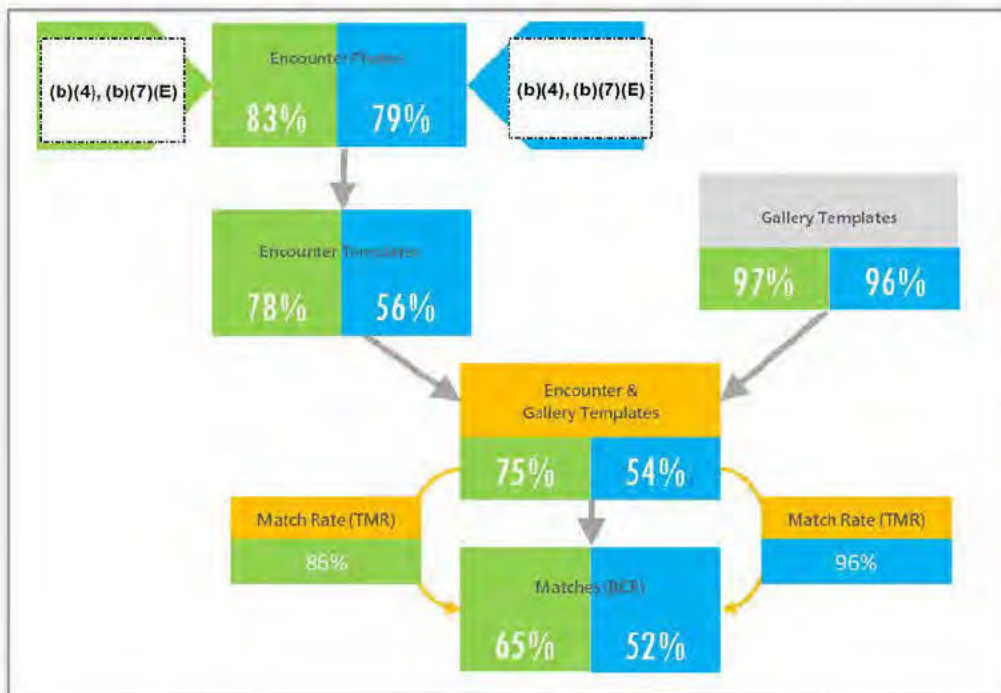 Encounter Photos
(b)(4), (b)(7)(E)
83% 79%
(b)(4), (b)(7)(E)
Encounter Templates
78% 56%
Gallery Templates
97% 96%
Encounter &
Gallery Templates
75% 54%
Match Rate (TMR)
86%
Match Rate (TMR)
96%
Matches (BCR)
65% 52%